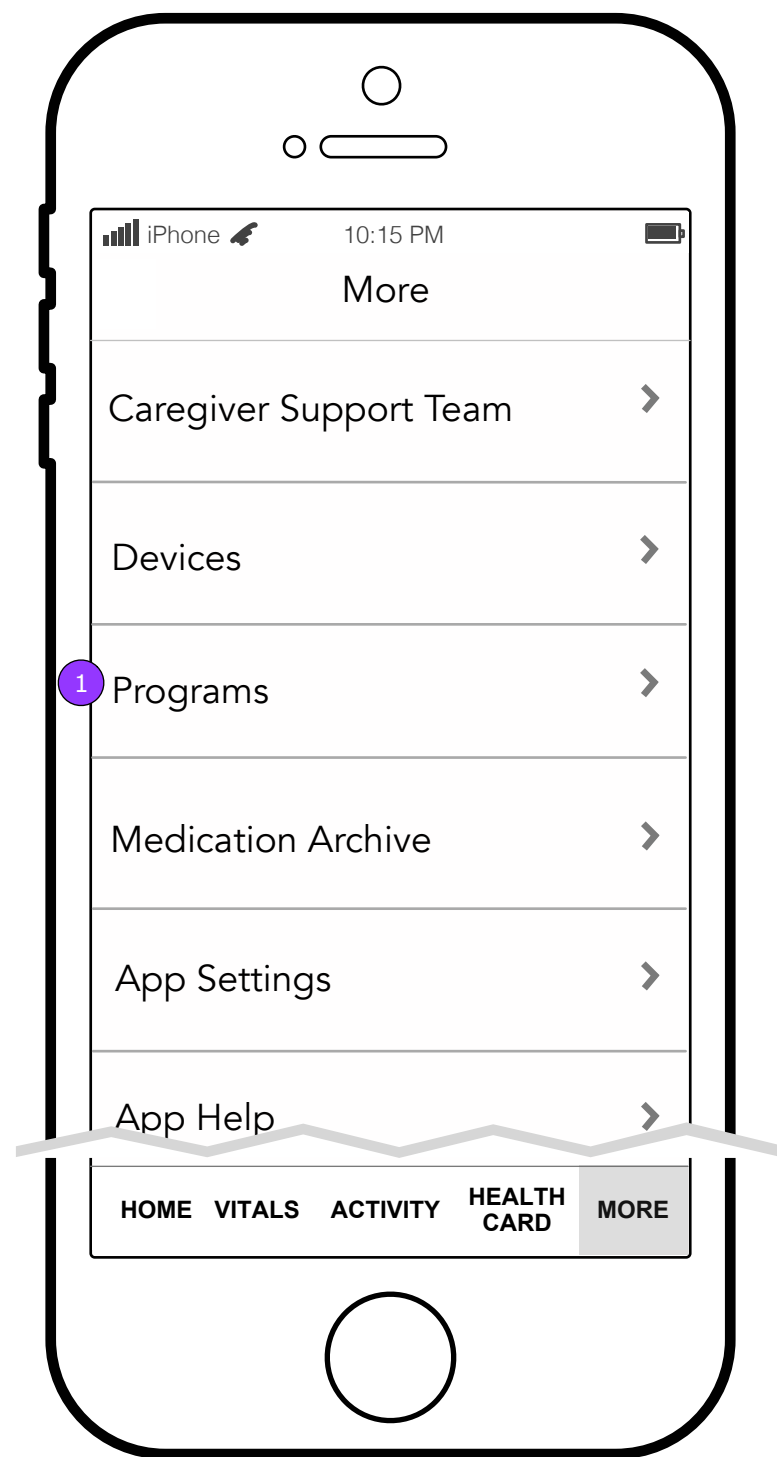 iPhone 10:15 PM
More
Caregiver Support Team
Devices
1 Programs
Medication Archive
App Settings
App Help
HOME VITALS ACTIVITY HEALTH CARD MORE